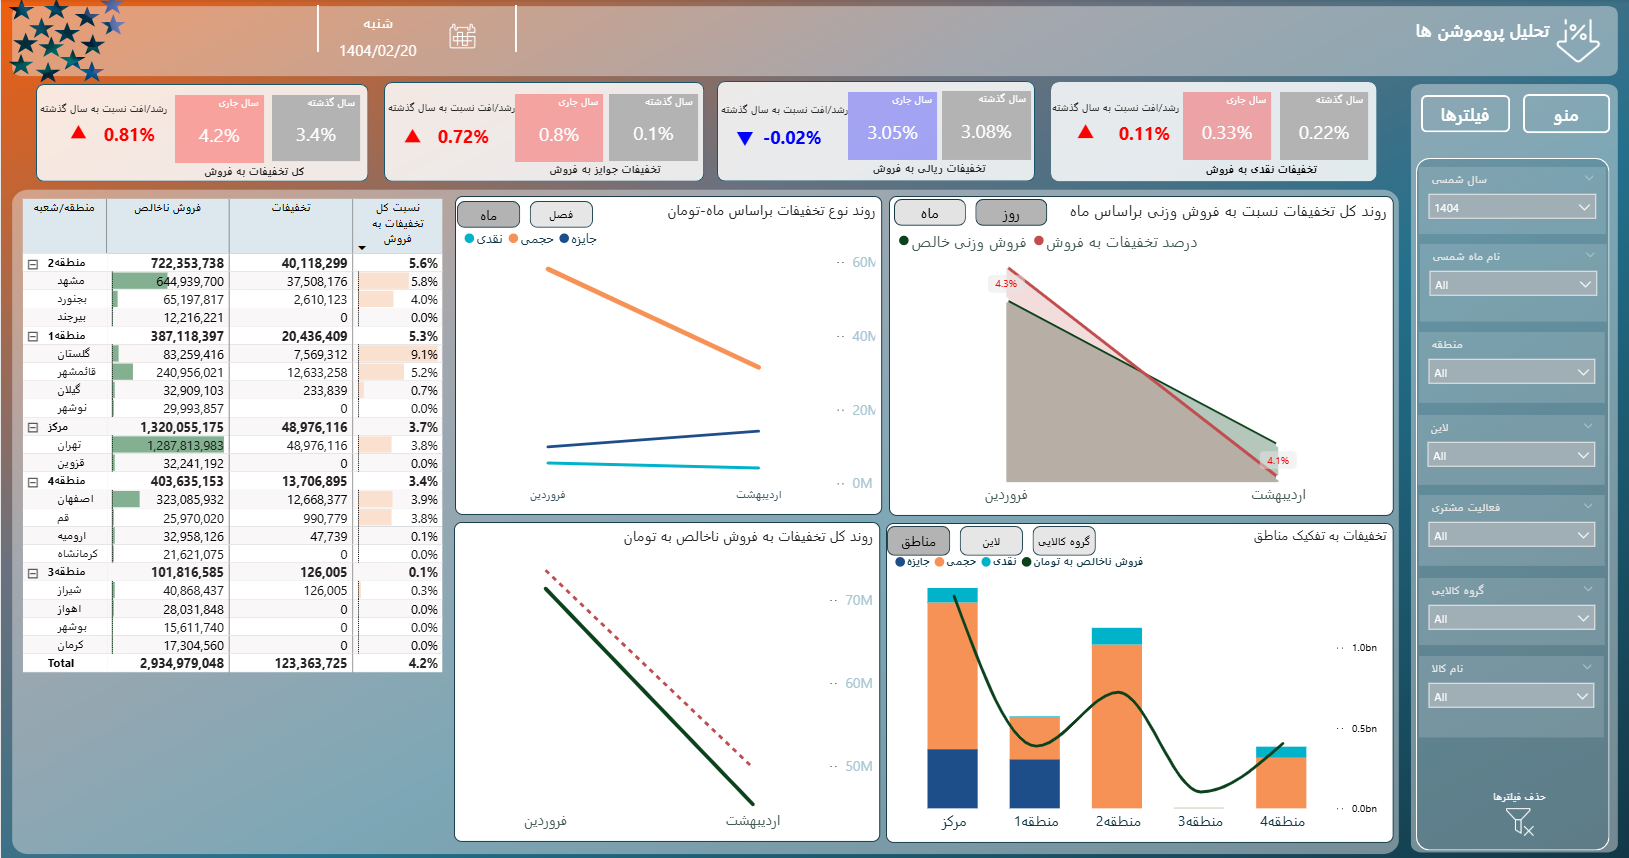 تحلیل پروموشن ها
شنبه
1404/02/20
منو
فیلترها
سال گذشته
سال جاری
رشد/افت نسبت به سال گذشته
0.22%
0.33%
0.11%
تخفیفات نقدی به فروش
سال گذشته
سال جاری
رشد/افت نسبت به سال گذشته
3.08%
3.05%
-0.02%
تخفیفات ریالی به فروش
سال گذشته
سال جاری
رشد/افت نسبت به سال گذشته
0.1%
0.8%
0.72%
تخفیفات جوایز به فروش
سال گذشته
سال جاری
رشد/افت نسبت به سال گذشته
3.4%
4.2%
0.81%
کل تخفیفات به فروش
سال شمسی
1404
نام ماه شمسی
All
منطقه
All
لاین
All
فعالیت مشتری
All
گروه کالایی
All
نام کالا
All
حذف فیلترها
روند کل تخفیفات نسبت به فروش وزنی براساس ماه
روز
ماه
درصد تخفیفات به فروش
فروش وزنی خالص
4.3%
4.1%
فروردین
اردیبهشت
روند نوع تخفیفات براساس ماه-تومان
فصل
ماه
جایزه
حجمی
نقدی
60M
40M
20M
0M
فروردین
اردیبهشت
منطقه/شعبه فروش ناخالص تخفیفات نسبت کل تخفیفات به فروش
منطقه2 722,353,738 40,118,299 5.6%
مشهد 644,939,700 37,508,176 5.8%
بجنورد 65,197,817 2,610,123 4.0%
بیرجند 12,216,221 0 0.0%
منطقه1 387,118,397 20,436,409 5.3%
گلستان 83,259,416 7,569,312 9.1%
قائمشهر 240,956,021 12,633,258 5.2%
گیلان 32,909,103 233,839 0.7%
نوشهر 29,993,857 0 0.0%
مرکز 1,320,055,175 48,976,116 3.7%
تهران 1,287,813,983 48,976,116 3.8%
قزوین 32,241,192 0 0.0%
منطقه4 403,635,153 13,706,895 3.4%
اصفهان 323,085,932 12,668,377 3.9%
قم 25,970,020 990,779 3.8%
ارومیه 32,958,126 47,739 0.1%
کرمانشاه 21,621,075 0 0.0%
منطقه3 101,816,585 126,005 0.1%
شیراز 40,868,437 126,005 0.3%
اهواز 28,031,848 0 0.0%
بوشهر 15,611,740 0 0.0%
کرمان 17,304,560 0 0.0%
Total 2,934,979,048 123,363,725 4.2%
تخفیفات به تفکیک مناطق
گروه کالایی
لاین
مناطق
فروش ناخالص به تومان
نقدی
حجمی
جایزه
1.0bn
0.5bn
0.0bn
مرکز
منطقه1
منطقه2
منطقه3
منطقه4
روند کل تخفیفات به فروش ناخالص به تومان
70M
60M
50M
فروردین
اردیبهشت